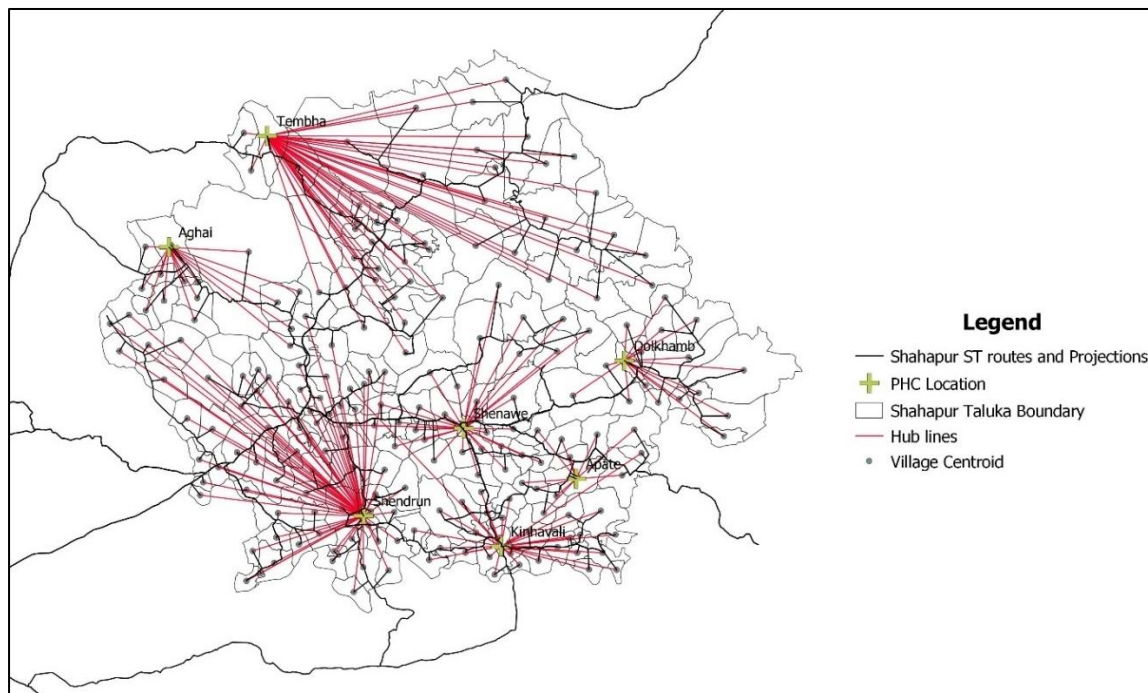 Tembha
Aghai
Dolkhamb
Shenawe
Apate
Shendrun
Kinhavali
Legend
Shahapur ST routes and Projections
PHC Location
Shahapur Taluka Boundary
Hub lines
Village Centroid